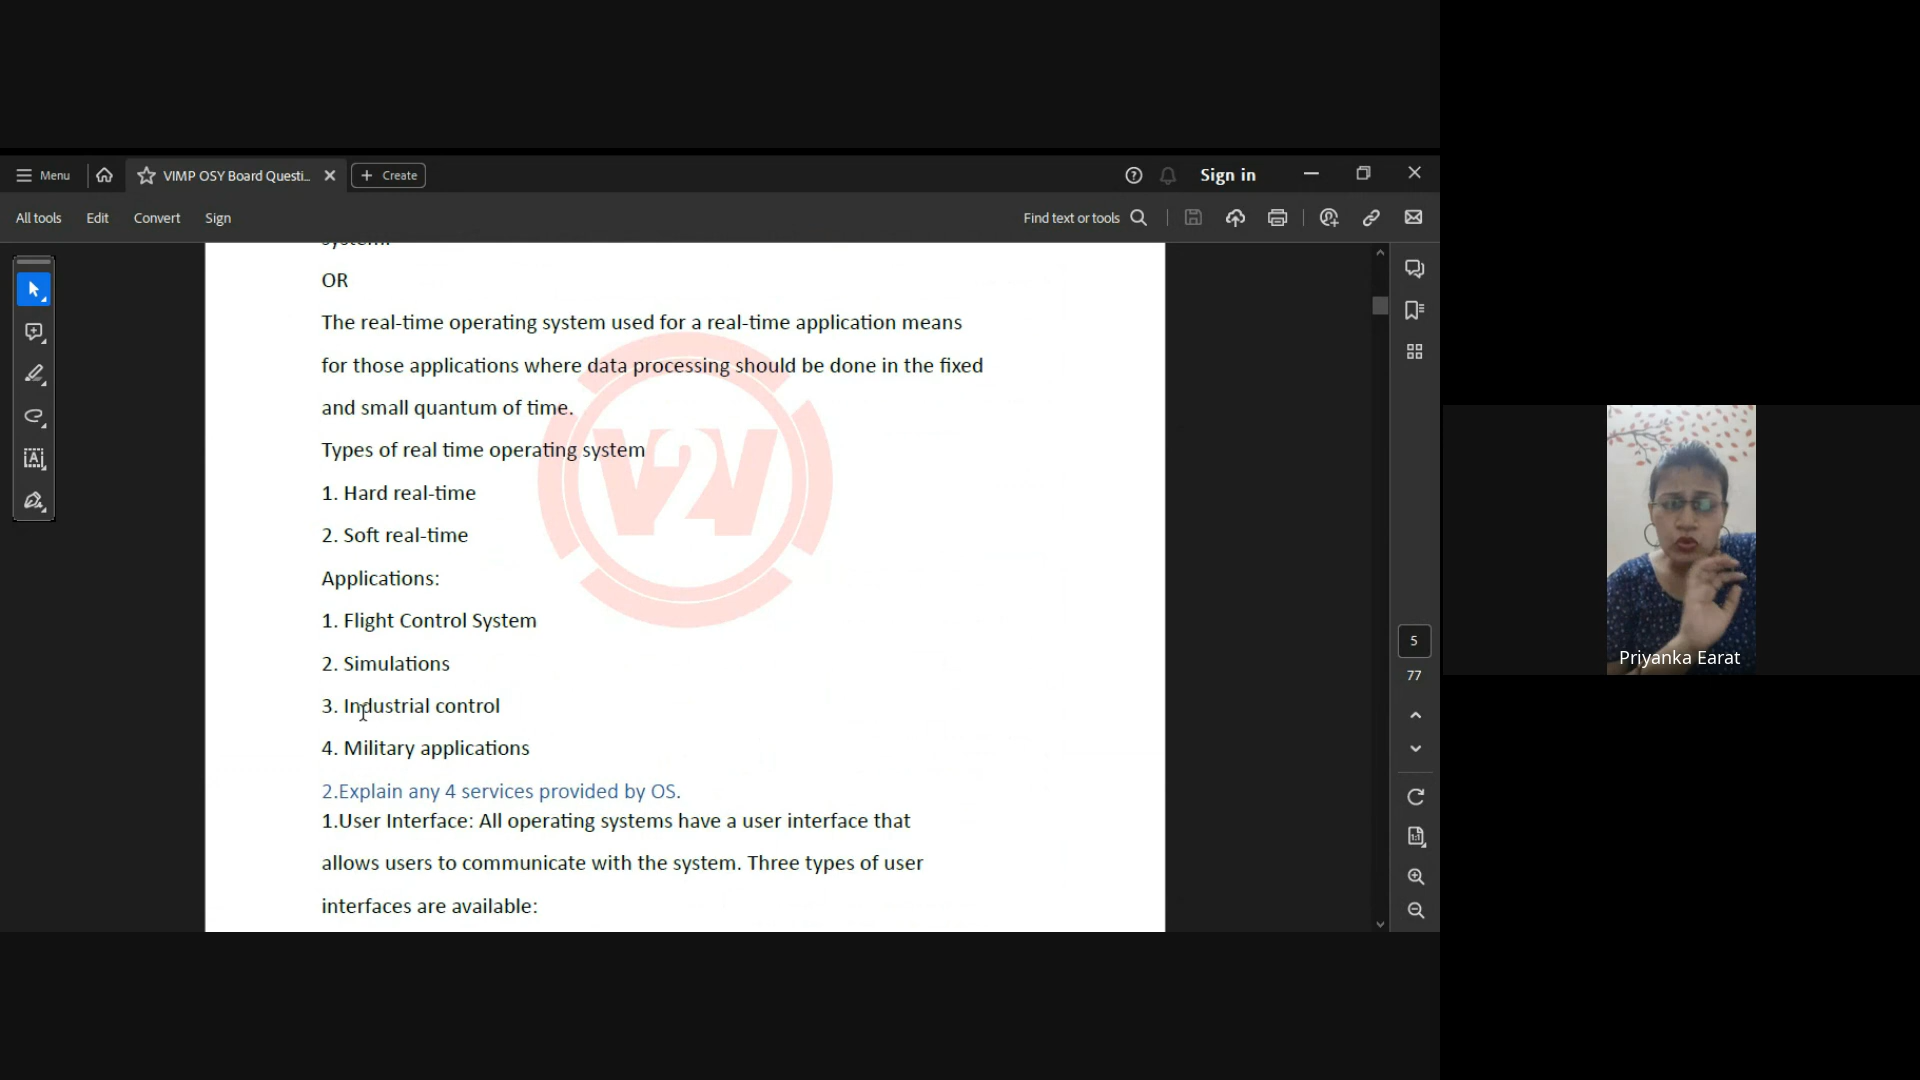 Menu
VIMP OSY Board Questi...
Create
Sign in
All tools
Edit
Convert
Sign
Find text or tools
system.
OR
The real-time operating system used for a real-time application means
for those applications where data processing should be done in the fixed
and small quantum of time.
Types of real time operating system
1. Hard real-time
2. Soft real-time
Applications:
1. Flight Control System
2. Simulations
3. Industrial control
4. Military applications
2.Explain any 4 services provided by OS.
1.User Interface: All operating systems have a user interface that
allows users to communicate with the system. Three types of user
interfaces are available:
V2V
5
77
Priyanka Earat